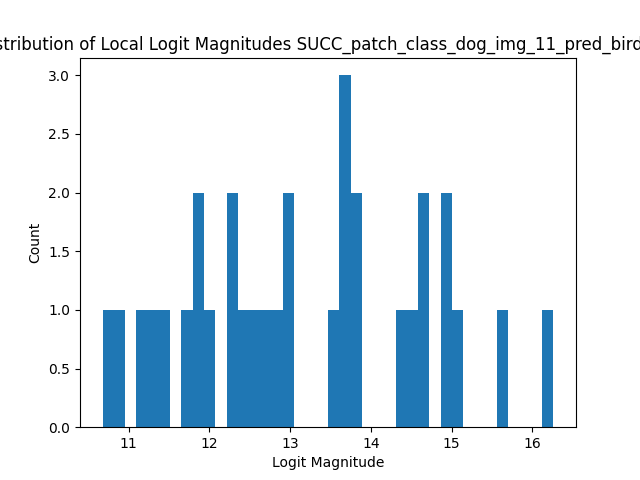 stribution of Local Logit Magnitudes SUCC_patch_class_dog_img_11_pred_bird
3.0
2.5
2.0
1.5
1.0
0.5
0.0
Count
11 12 13 14 15 16
Logit Magnitude